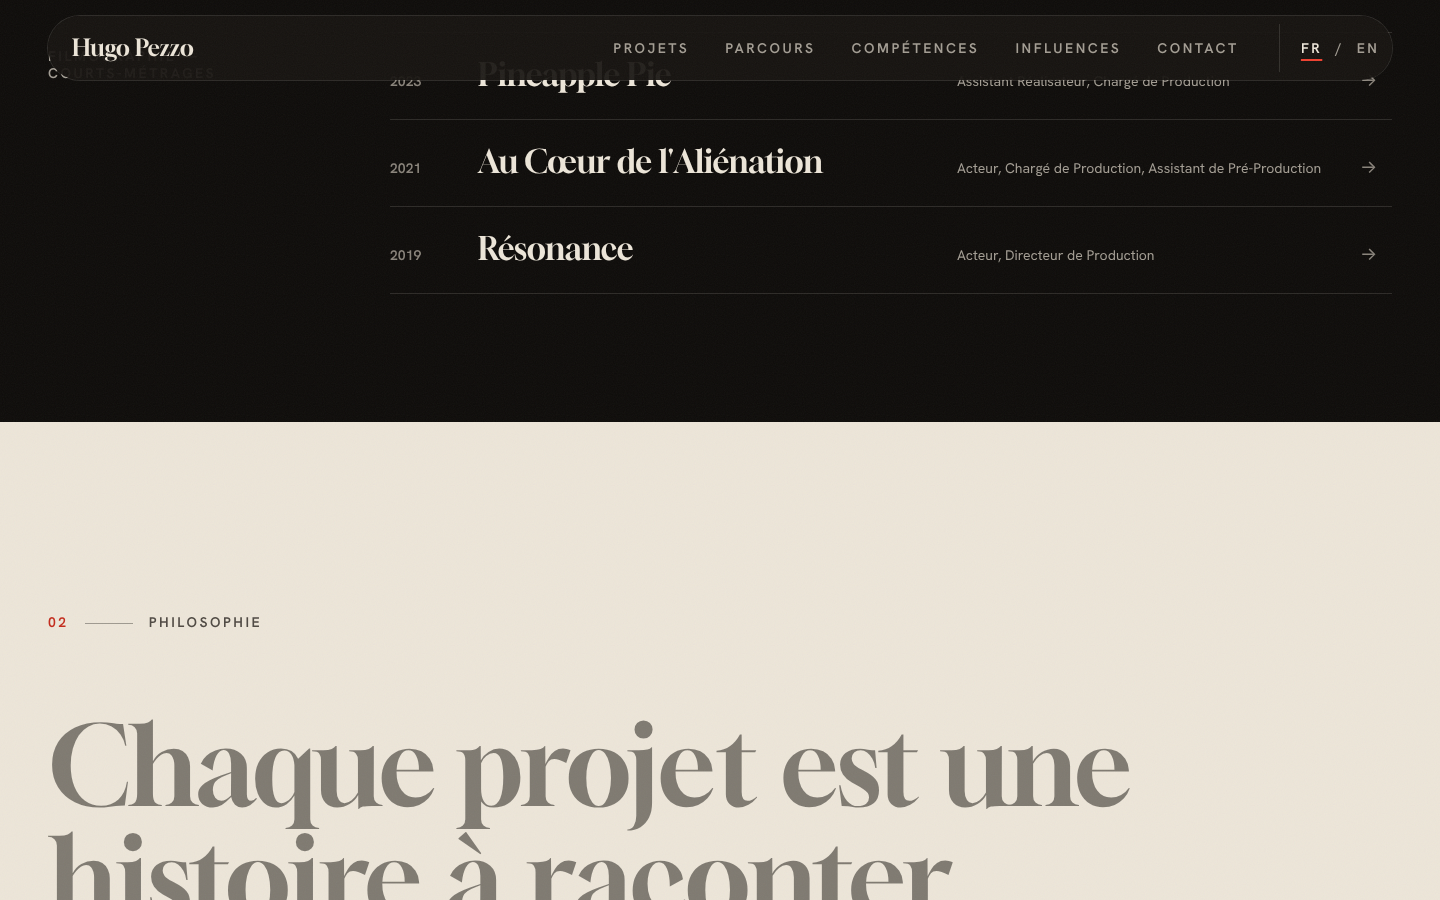 Hugo Pezzo
PROJETS
PARCOURS
COMPÉTENCES
INFLUENCES
CONTACT
FR / EN
COURTS-MÉTRAGES
2023
Pineapple Pie
Assistant Réalisateur, Chargé de Production
→
2021
Au Cœur de l'Aliénation
Acteur, Chargé de Production, Assistant de Pré-Production
→
2019
Résonance
Acteur, Directeur de Production
→
02
PHILOSOPHIE
Chaque projet est une
histoire à raconter